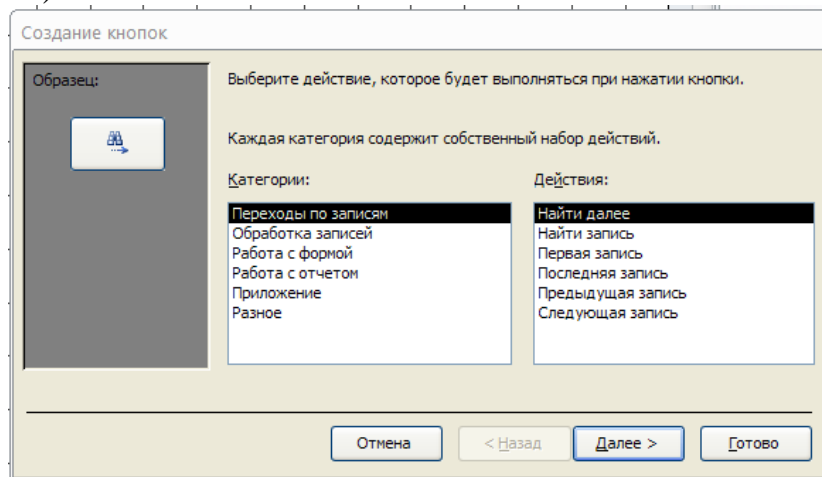 Создание кнопок
Образец:
Выберите действие, которое будет выполняться при нажатии кнопки.
Каждая категория содержит собственный набор действий.
Категории:
Действия:
Переходы по записям
Обработка записей
Работа с формой
Работа с отчетом
Приложение
Разное
Найти далее
Найти запись
Первая запись
Последняя запись
Предыдущая запись
Следующая запись
Отмена
< Назад
Далее >
Готово